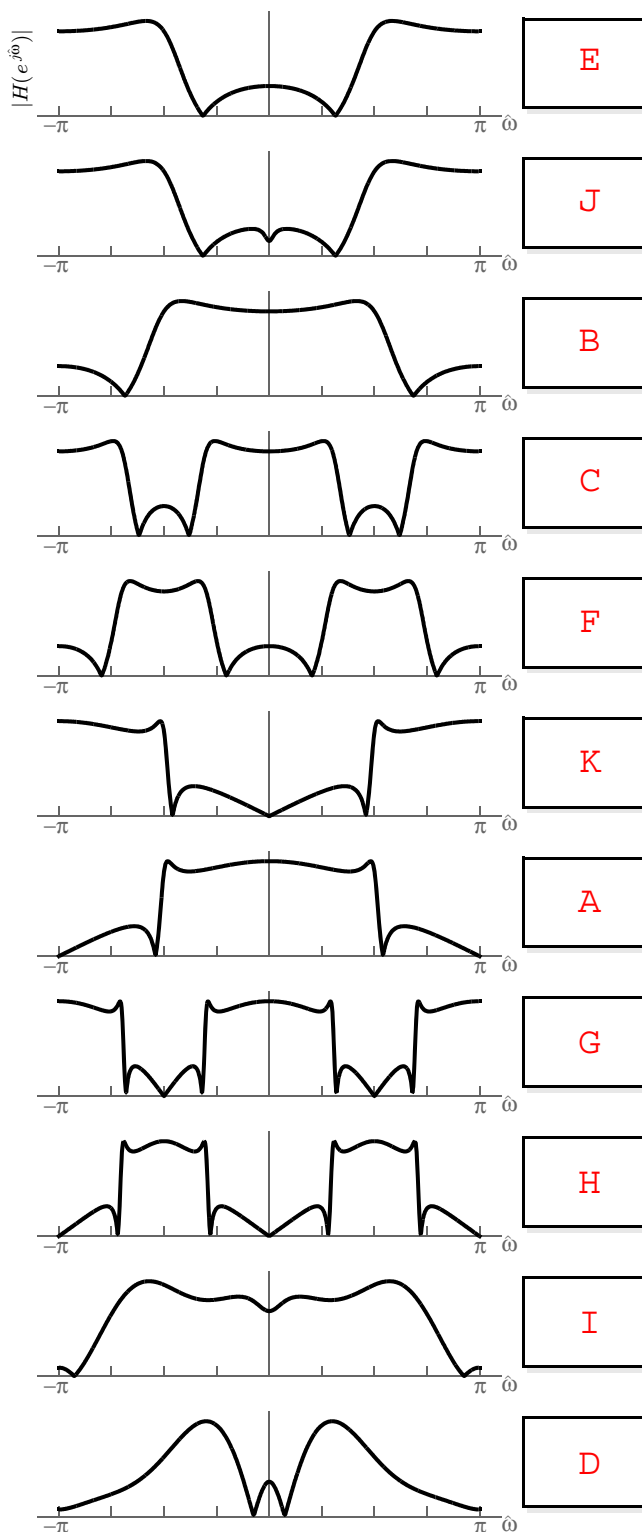 |H(e^{jω̂})|
E
−π π ω̂
J
−π π ω̂
B
−π π ω̂
C
−π π ω̂
F
−π π ω̂
K
−π π ω̂
A
−π π ω̂
G
−π π ω̂
H
−π π ω̂
I
−π π ω̂
D
−π π ω̂